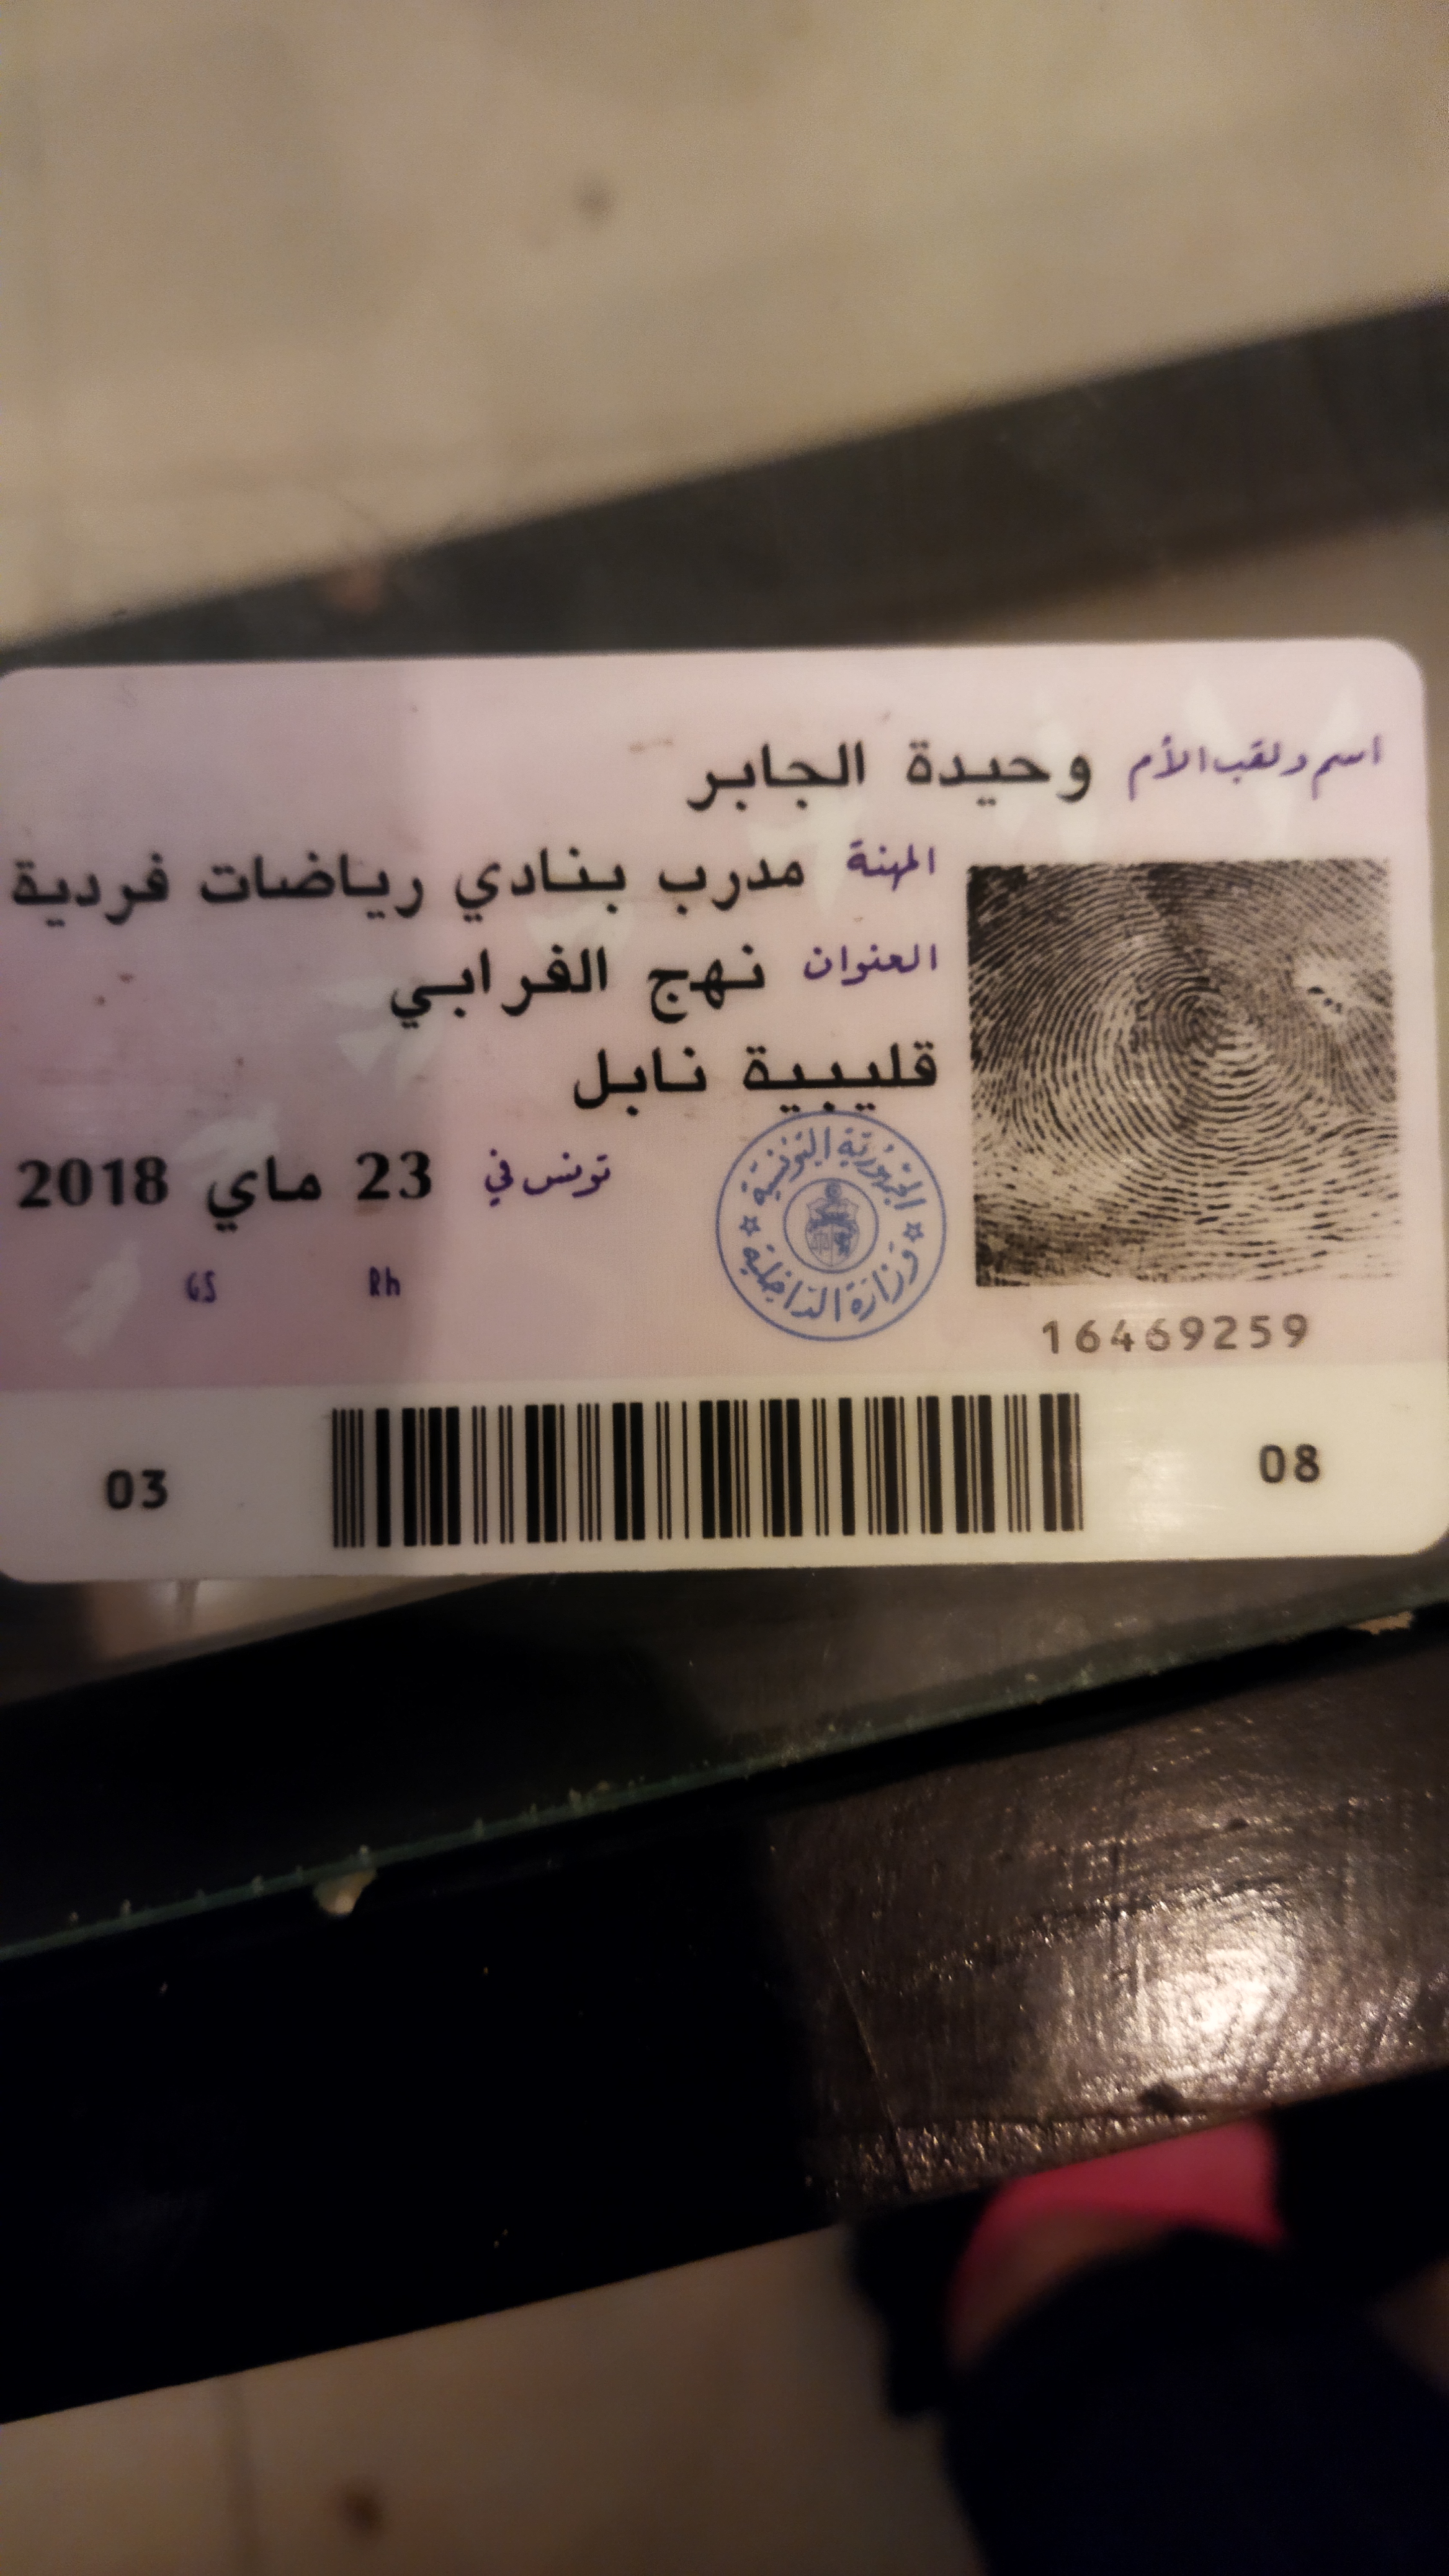 اسم ولقب الأم وحيدة الجابر
المهنة مدرب بنادي رياضات فردية
العنوان نهج الفرابي
قليبية نابل
تونس في 23 ماي 2018
الجمهورية التونسية
وزارة الداخلية
Rh
GS
16469259
03
08